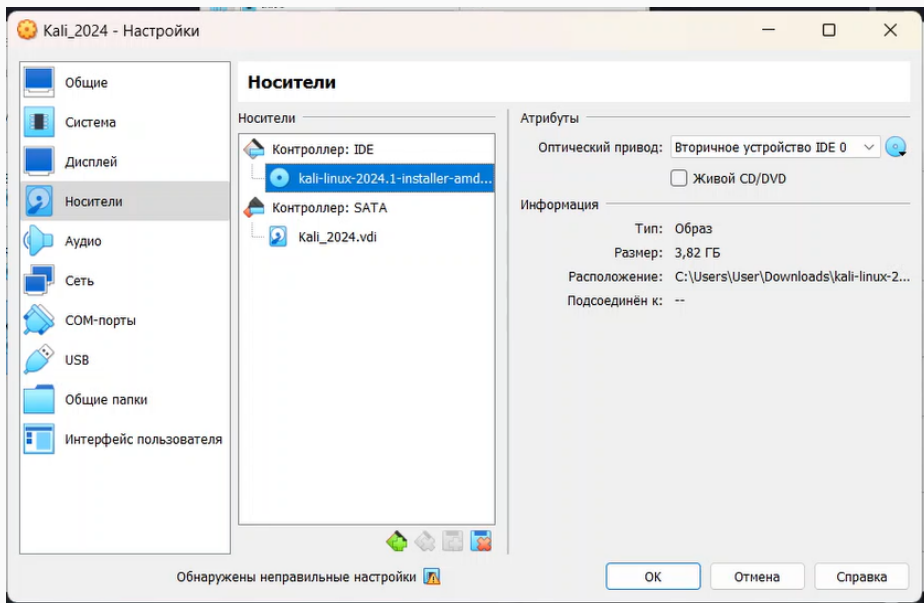 Kali_2024 - Настройки
Общие
Система
Дисплей
Носители
Аудио
Сеть
COM-порты
USB
Общие папки
Интерфейс пользователя
Носители
Носители
Контроллер: IDE
kali-linux-2024.1-installer-amd...
Контроллер: SATA
Kali_2024.vdi
Атрибуты
Оптический привод: Вторичное устройство IDE 0
Живой CD/DVD
Информация
Тип: Образ
Размер: 3,82 ГБ
Расположение: C:\Users\User\Downloads\kali-linux-2...
Подсоединён к: --
Обнаружены неправильные настройки
ОК
Отмена
Справка